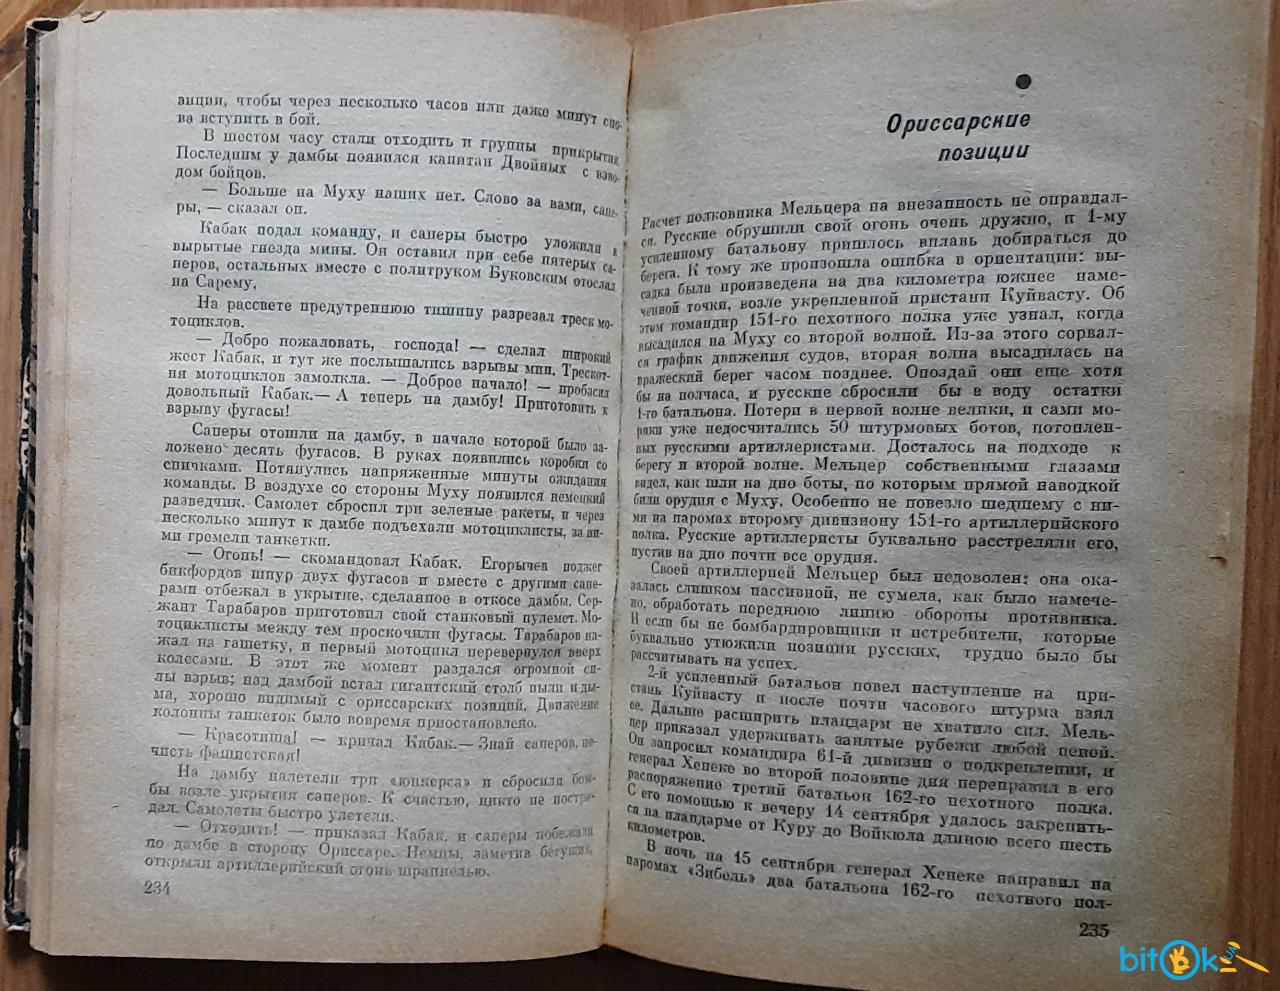 зиции, чтобы через несколько часов или даже минут сно-
ва вступить в бой.
В шестом часу стали отходить и группы прикрытия.
Последним у дамбы появился капитан Двойных с взво-
дом бойцов.
— Больше на Муху наших нет. Слово за вами, сапе-
ры, — сказал он.
Кабак подал команду, и саперы быстро уложили в
вырытые гнезда мины. Он оставил при себе пятерых са-
перов, остальных вместе с политруком Буковским отослал
на Сарему.
На рассвете предутреннюю тишину разрезал треск мо-
тоциклов.
— Добро пожаловать, господа! — сделал широкий
жест Кабак, и тут же послышались взрывы мин. Трескот-
ня мотоциклов замолкла. — Доброе начало! — пробасил
довольный Кабак.— А теперь на дамбу! Приготовить к
взрыву фугасы!
Саперы отошли на дамбу, в начале которой было за-
ложено десять фугасов. В руках появились коробки со
спичками. Потянулись напряженные минуты ожидания
команды. В воздухе со стороны Муху появился немецкий
разведчик. Самолет сбросил три зеленые ракеты, и через
несколько минут к дамбе подъехали мотоциклисты, за ни-
ми гремели танкетки.
— Огонь! — скомандовал Кабак. Егорычев поджег
бикфордов шнур двух фугасов и вместе с другими сапе-
рами отбежал в укрытие, сделанное в откосе дамбы. Сер-
жант Тарабаров приготовил свой станковый пулемет. Мо-
тоциклисты между тем проскочили фугасы. Тарабаров на-
жал на гашетку, и первый мотоцикл перевернулся вверх
колесами. В этот же момент раздался огромной си-
лы взрыв; над дамбой встал гигантский столб пыли и ды-
ма, хорошо видимый с ориссарских позиций. Движение
колонны танкеток было вовремя приостановлено.
— Красотища! — кричал Кабак.— Знай саперов, не-
чисть фашистская!
На дамбу налетели три «юнкерса» и сбросили бом-
бы возле укрытия саперов. К счастью, никто не постра-
дал. Самолеты быстро улетели.
— Отходить! — приказал Кабак, и саперы побежали
по дамбе в сторону Ориссаре. Немцы, заметив бегущих,
открыли артиллерийский огонь шрапнелью.
234
Ориссарские
позиции
Расчет полковника Мельцера на внезапность не оправдал-
ся. Русские обрушили свой огонь очень дружно, и 1-му
усиленному батальону пришлось вплавь добираться до
берега. К тому же произошла ошибка в ориентации: вы-
садка была произведена на два километра южнее наме-
ченной точки, возле укрепленной пристани Куйвасту. Об
этом командир 151-го пехотного полка уже узнал, когда
высадился на Муху со второй волной. Из-за этого сорвал-
ся график движения судов, вторая волна высадилась на
вражеский берег часом позднее. Опоздай они еще хотя
бы на полчаса, и русские сбросили бы в воду остатки
1-го батальона. Потери в первой волне велики, и сами мо-
ряки уже недосчитались 50 штурмовых ботов, потоплен-
ных русскими артиллеристами. Досталось на подходе к
берегу и второй волне. Мельцер собственными глазами
видел, как шли на дно боты, по которым прямой наводкой
били орудия с Муху. Особенно не повезло шедшему с ни-
ми на паромах второму дивизиону 151-го артиллерийского
полка. Русские артиллеристы буквально расстреляли его,
пустив на дно почти все орудия.
Своей артиллерией Мельцер был недоволен: она ока-
залась слишком пассивной, не сумела, как было намече-
но, обработать переднюю линию обороны противника.
И если бы не бомбардировщики и истребители, которые
буквально утюжили позиции русских, трудно было бы
рассчитывать на успех.
2-й усиленный батальон повел наступление на при-
стань Куйвасту и после почти часового штурма взял
ее. Дальше расширить плацдарм не хватило сил. Мель-
цер приказал удерживать занятые рубежи любой ценой.
Он запросил командира 61-й дивизии о подкреплении, и
генерал Хенеке во второй половине дня переправил в его
распоряжение третий батальон 162-го пехотного полка.
С его помощью к вечеру 14 сентября удалось закрепить-
ся на плацдарме от Куру до Войкюла длиною всего шесть
километров.
В ночь на 15 сентября генерал Хенеке направил на
паромах «Зибель» два батальона 162-го пехотного пол-
235
bitOk
UA